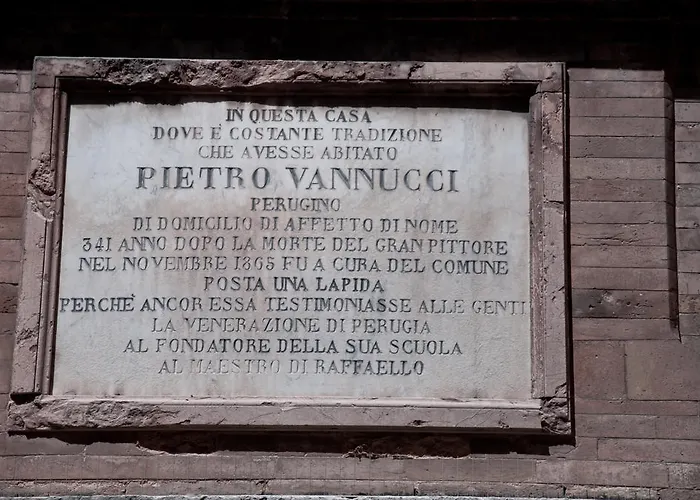 IN QUESTA CASA
DOVE È COSTANTE TRADIZIONE
CHE AVESSE ABITATO
PIETRO VANNUCCI
PERUGINO
DI DOMICILIO DI AFFETTO DI NOME
341 ANNO DOPO LA MORTE DEL GRAN PITTORE
NEL NOVEMBRE 1865 FU A CURA DEL COMUNE
POSTA UNA LAPIDA
PERCHÈ ANCOR ESSA TESTIMONIASSE ALLE GENTI
LA VENERAZIONE DI PERUGIA
AL FONDATORE DELLA SUA SCUOLA
AL MAESTRO DI RAFFAELLO